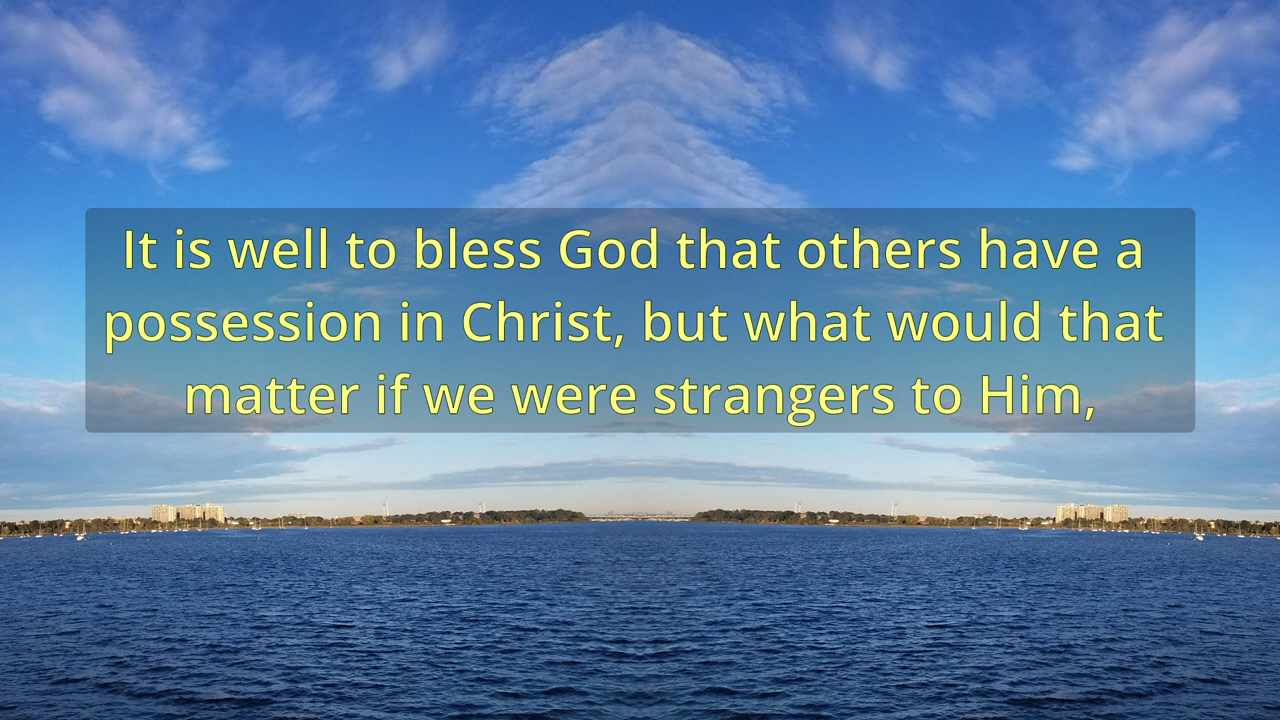 It is well to bless God that others have a
possession in Christ, but what would that
matter if we were strangers to Him,